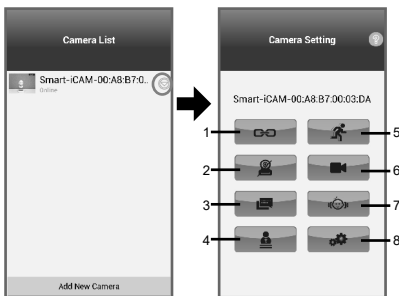 Camera List
Smart-iCAM-00:A8:B7:0..
Online
Add New Camera
Camera Setting
Smart-iCAM-00:A8:B7:00:03:DA
1
5
2
6
3
7
4
8